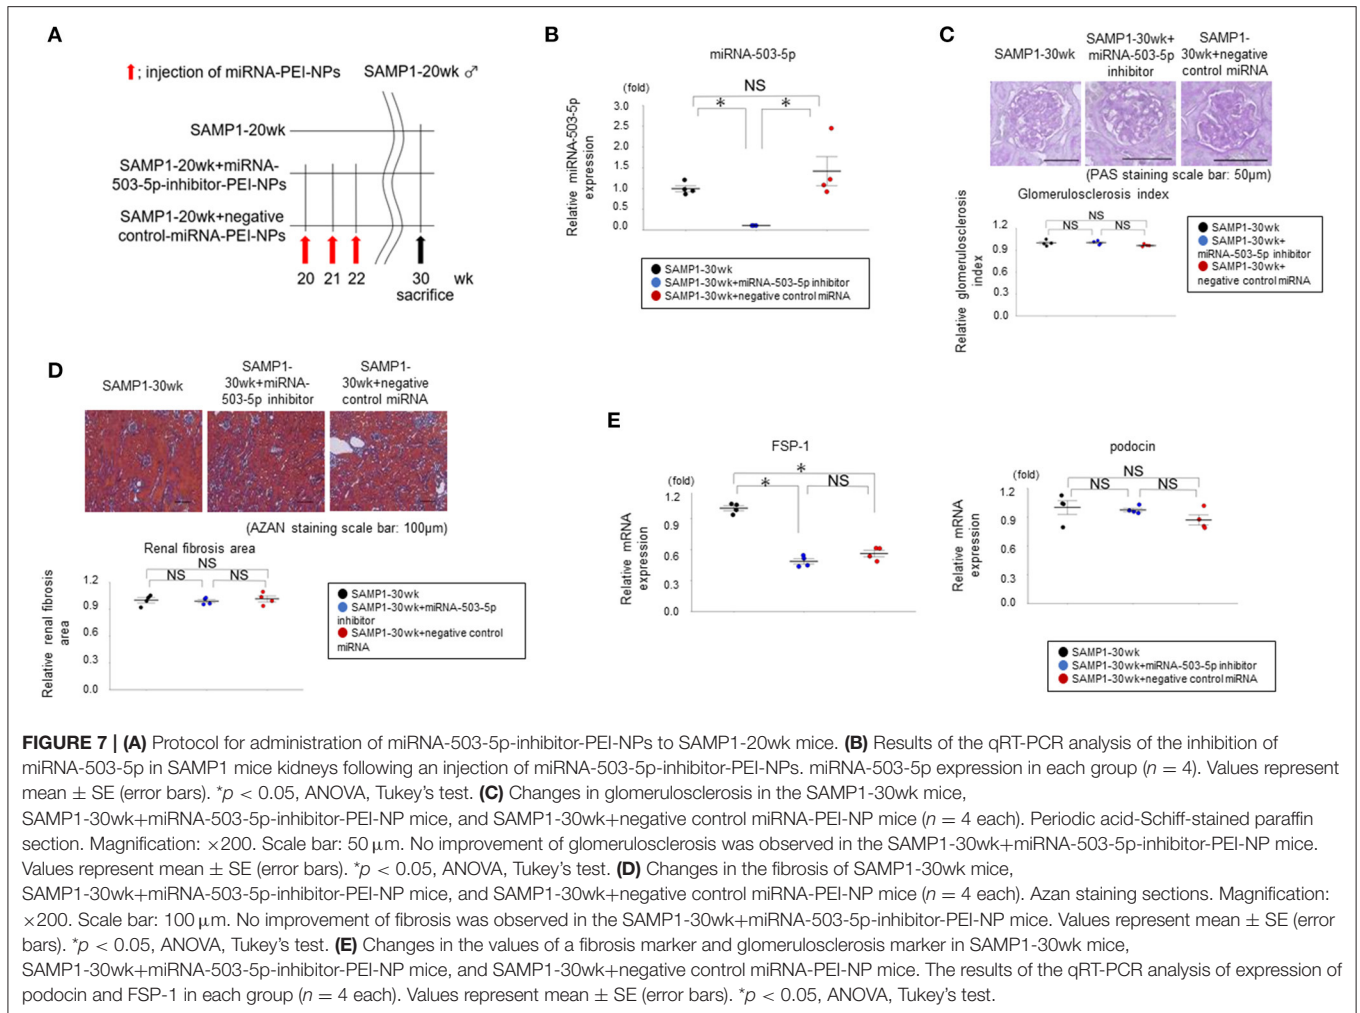 A
⬆; injection of miRNA-PEI-NPs
SAMP1-20wk ♂
SAMP1-20wk
SAMP1-20wk+miRNA-
503-5p-inhibitor-PEI-NPs
SAMP1-20wk+negative
control-miRNA-PEI-NPs
20 21 22 30 wk
sacrifice
B
miRNA-503-5p
(fold)
NS
* *
Relative miRNA-503-5p
expression
3.0
2.5
2.0
1.5
1.0
0.5
0.0
SAMP1-30wk
SAMP1-30wk+miRNA-503-5p inhibitor
SAMP1-30wk+negative control miRNA
C
SAMP1-30wk
SAMP1-30wk+
miRNA-503-5p
inhibitor
SAMP1-
30wk+negative
control miRNA
(PAS staining scale bar: 50μm)
Glomerulosclerosis index
NS
NS NS
Relative glomerulosclerosis
index
1.2
0.9
0.6
0.3
0.0
SAMP1-30wk
SAMP1-30wk+
miRNA-503-5p inhibitor
SAMP1-30wk+
negative control miRNA
D
SAMP1-30wk
SAMP1-
30wk+miRNA-
503-5p inhibitor
SAMP1-
30wk+negative
control miRNA
(AZAN staining scale bar: 100μm)
Renal fibrosis area
NS
NS NS
Relative renal fibrosis
area
1.2
0.9
0.6
0.3
0.0
SAMP1-30wk
SAMP1-30wk+miRNA-503-5p
inhibitor
SAMP1-30wk+negative control
miRNA
E
FSP-1
(fold)
*
* NS
Relative mRNA
expression
1.2
0.9
0.6
0.3
0.0
podocin
(fold)
NS
NS NS
Relative mRNA
expression
1.2
0.9
0.6
0.3
0.0
SAMP1-30wk
SAMP1-30wk+miRNA-503-5p inhibitor
SAMP1-30wk+negative control miRNA
FIGURE 7 | (A) Protocol for administration of miRNA-503-5p-inhibitor-PEI-NPs to SAMP1-20wk mice. (B) Results of the qRT-PCR analysis of the inhibition of
miRNA-503-5p in SAMP1 mice kidneys following an injection of miRNA-503-5p-inhibitor-PEI-NPs. miRNA-503-5p expression in each group (n = 4). Values represent
mean ± SE (error bars). *p < 0.05, ANOVA, Tukey's test. (C) Changes in glomerulosclerosis in the SAMP1-30wk mice,
SAMP1-30wk+miRNA-503-5p-inhibitor-PEI-NP mice, and SAMP1-30wk+negative control miRNA-PEI-NP mice (n = 4 each). Periodic acid-Schiff-stained paraffin
section. Magnification: ×200. Scale bar: 50 μm. No improvement of glomerulosclerosis was observed in the SAMP1-30wk+miRNA-503-5p-inhibitor-PEI-NP mice.
Values represent mean ± SE (error bars). *p < 0.05, ANOVA, Tukey's test. (D) Changes in the fibrosis of SAMP1-30wk mice,
SAMP1-30wk+miRNA-503-5p-inhibitor-PEI-NP mice, and SAMP1-30wk+negative control miRNA-PEI-NP mice (n = 4 each). Azan staining sections. Magnification:
×200. Scale bar: 100 μm. No improvement of fibrosis was observed in the SAMP1-30wk+miRNA-503-5p-inhibitor-PEI-NP mice. Values represent mean ± SE (error
bars). *p < 0.05, ANOVA, Tukey's test. (E) Changes in the values of a fibrosis marker and glomerulosclerosis marker in SAMP1-30wk mice,
SAMP1-30wk+miRNA-503-5p-inhibitor-PEI-NP mice, and SAMP1-30wk+negative control miRNA-PEI-NP mice. The results of the qRT-PCR analysis of expression of
podocin and FSP-1 in each group (n = 4 each). Values represent mean ± SE (error bars). *p < 0.05, ANOVA, Tukey's test.